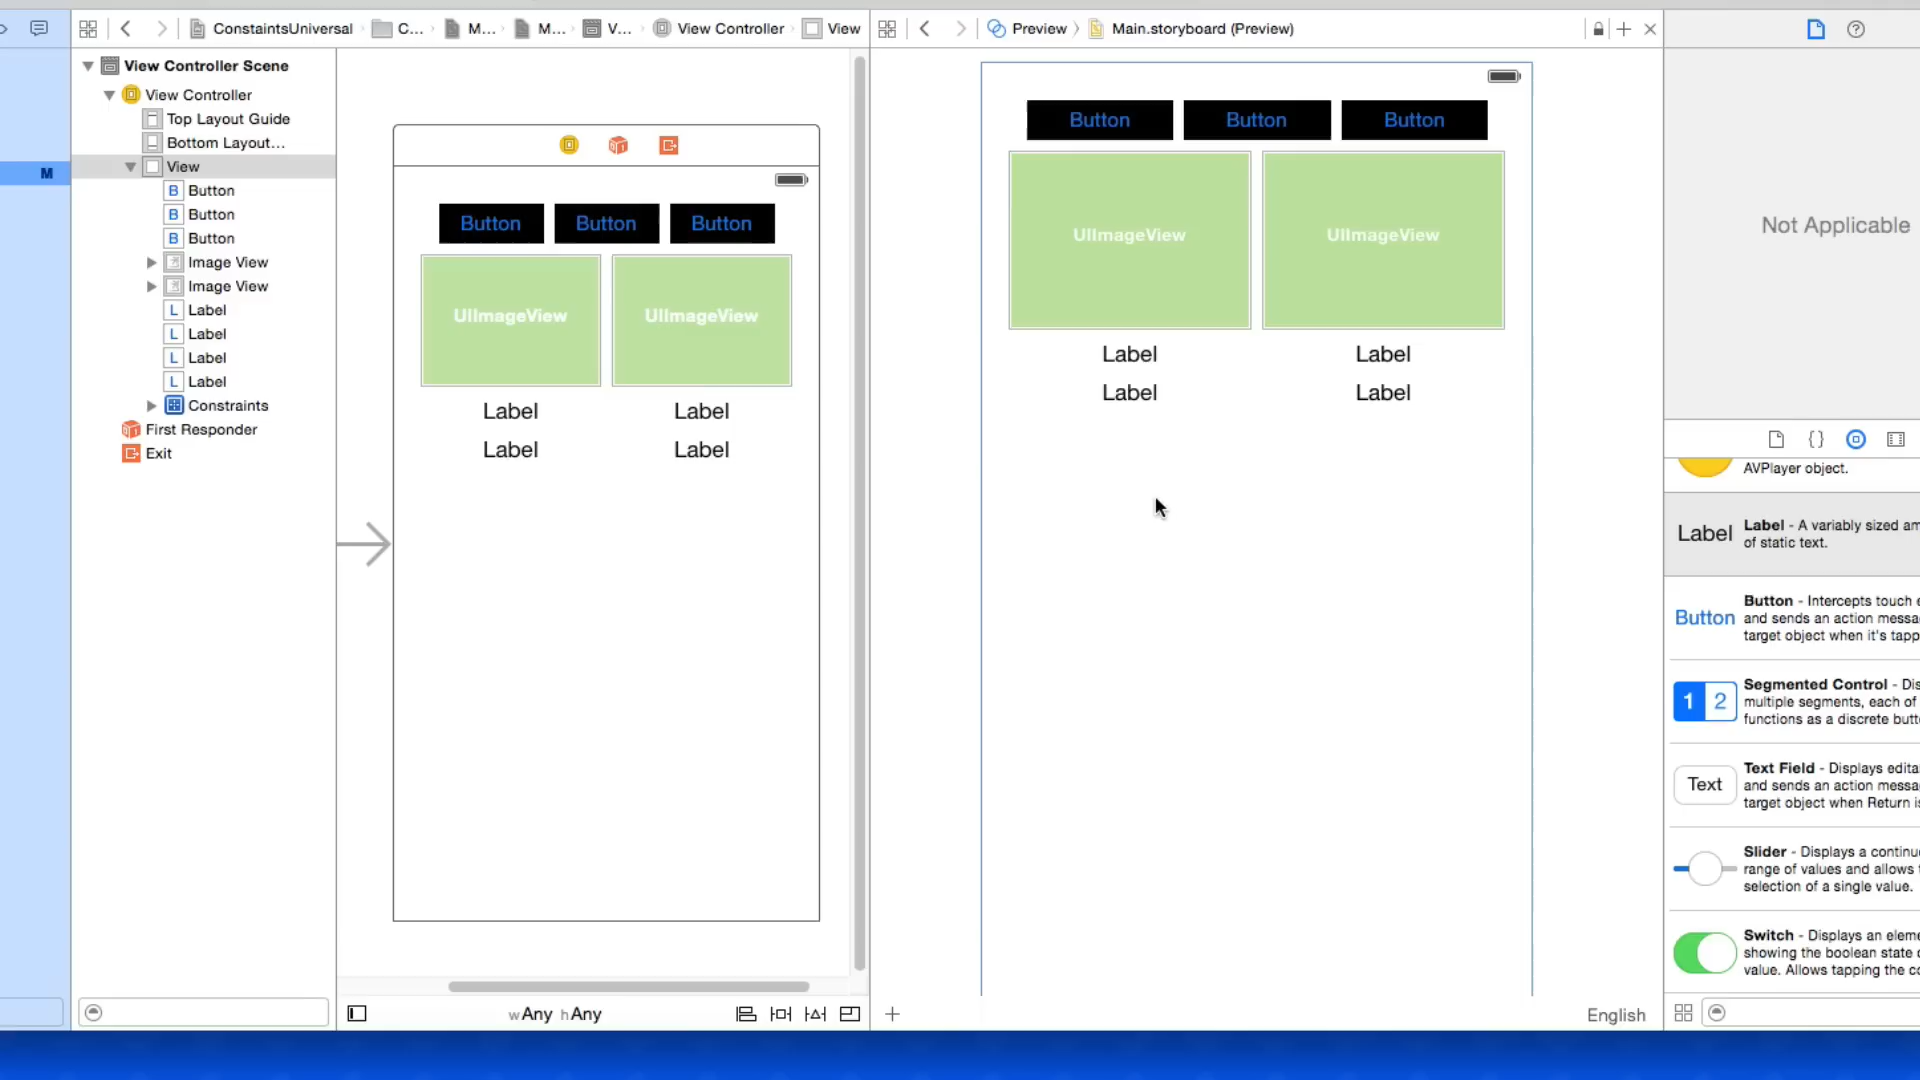 ConstaintsUniversal C... M... M... V... View Controller View
Preview Main.storyboard (Preview)
View Controller Scene
View Controller
Top Layout Guide
Bottom Layout...
View
M
B Button
B Button
B Button
Image View
Image View
L Label
L Label
L Label
L Label
Constraints
First Responder
Exit
Button Button Button
UIImageView UIImageView
Label Label
Label Label
wAny hAny
Button Button Button
UIImageView UIImageView
Label Label
Label Label
English
Not Applicable
AVPlayer object.
Label
Label - A variably sized am
of static text.
Button
Button - Intercepts touch e
and sends an action messa
target object when it's tapp
1 2
Segmented Control - Dis
multiple segments, each of
functions as a discrete butt
Text
Text Field - Displays edita
and sends an action messa
target object when Return is
Slider - Displays a continu
range of values and allows t
selection of a single value.
Switch - Displays an eleme
showing the boolean state o
value. Allows tapping the co